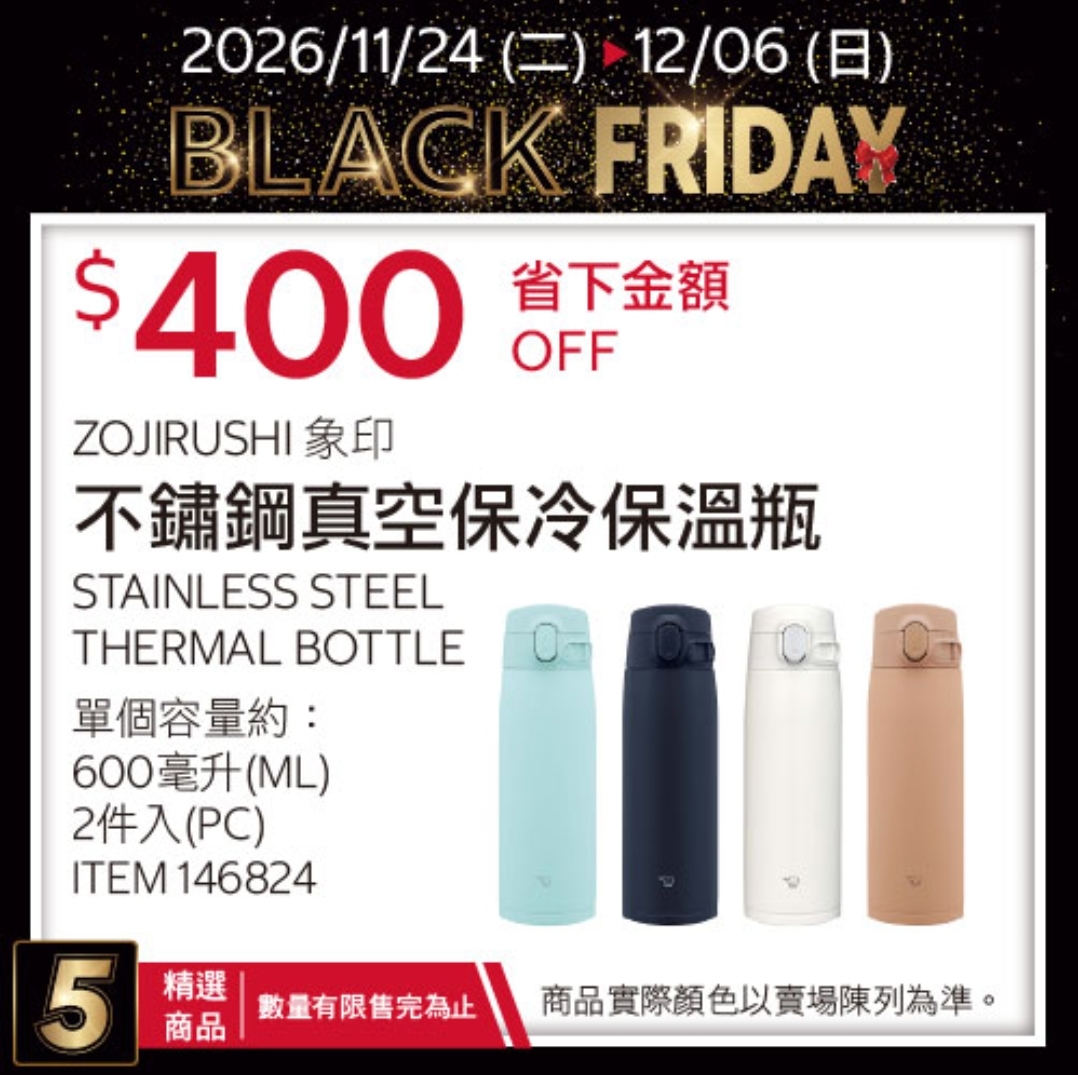 2026/11/24 (二) ▶ 12/06 (日)
BLACK FRIDAY
$400 省下金額
OFF
ZOJIRUSHI 象印
不鏽鋼真空保冷保溫瓶
STAINLESS STEEL
THERMAL BOTTLE
單個容量約：
600毫升(ML)
2件入(PC)
ITEM 146824
5 精選
商品
數量有限售完為止
商品實際顏色以賣場陳列為準。